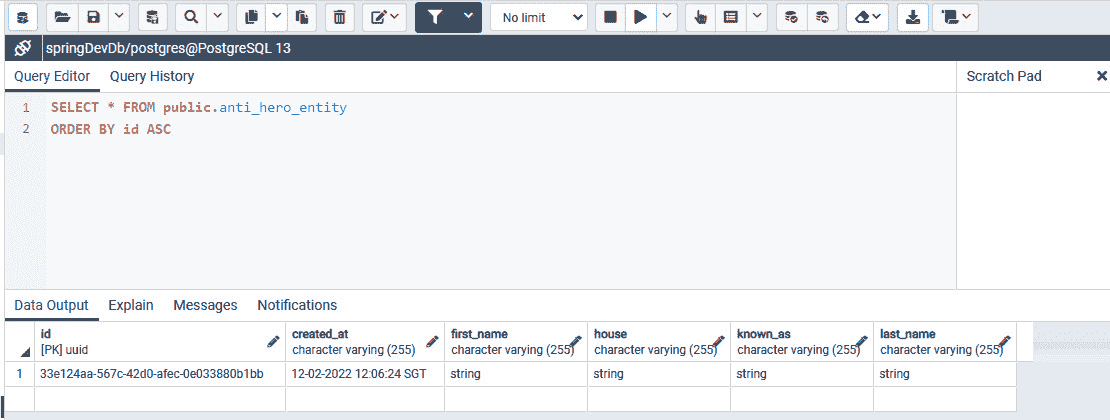 No limit
springDevDb/postgres@PostgreSQL 13
Query Editor Query History
Scratch Pad
1 SELECT * FROM public.anti_hero_entity
2 ORDER BY id ASC
Data Output Explain Messages Notifications
id created_at first_name house known_as last_name
[PK] uuid character varying (255) character varying (255) character varying (255) character varying (255) character varying (255)
1 33e124aa-567c-42d0-afec-0e033880b1bb 12-02-2022 12:06:24 SGT string string string string